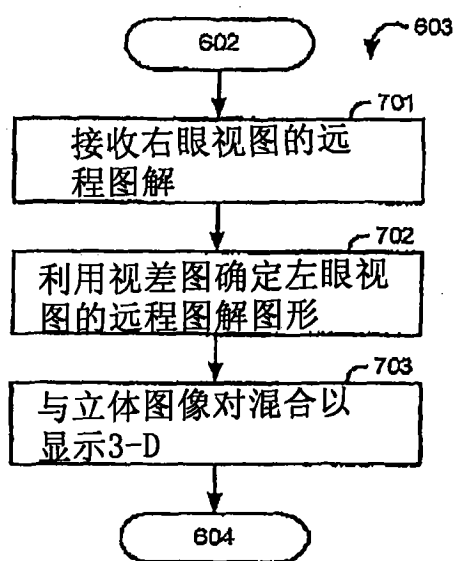 602
603
701
接收右眼视图的远
程图解
702
利用视差图确定左眼视
图的远程图解图形
703
与立体图像对混合以
显示3-D
604